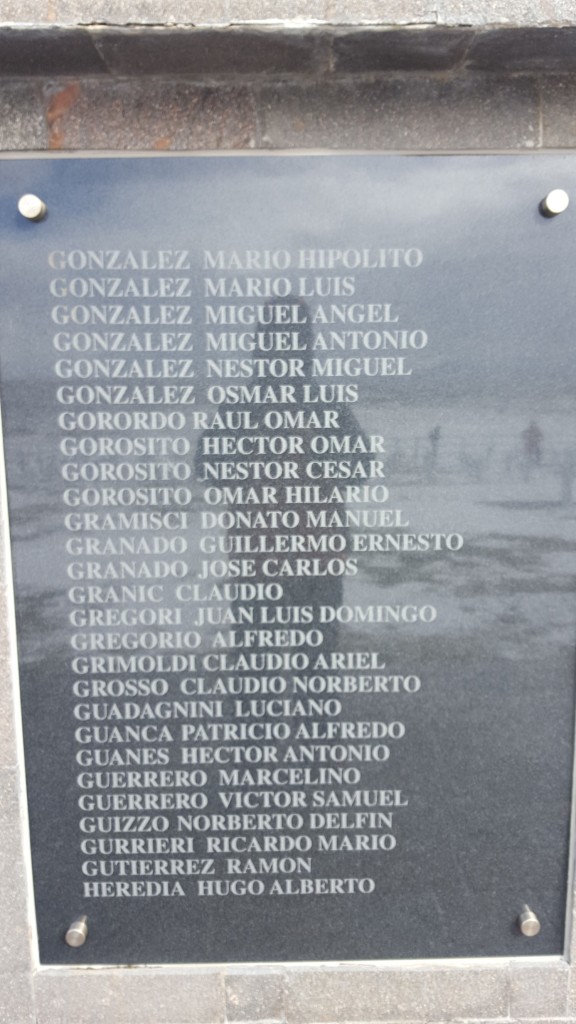 GONZALEZ MARIO HIPOLITO
GONZALEZ MARIO LUIS
GONZALEZ MIGUEL ANGEL
GONZALEZ MIGUEL ANTONIO
GONZALEZ NESTOR MIGUEL
GONZALEZ OSMAR LUIS
GORORDO RAUL OMAR
GOROSITO HECTOR OMAR
GOROSITO NESTOR CESAR
GOROSITO OMAR HILARIO
GRAMISCI DONATO MANUEL
GRANADO GUILLERMO ERNESTO
GRANADO JOSE CARLOS
GRANIC CLAUDIO
GREGORI JUAN LUIS DOMINGO
GREGORIO ALFREDO
GRIMOLDI CLAUDIO ARIEL
GROSSO CLAUDIO NORBERTO
GUADAGNINI LUCIANO
GUANCA PATRICIO ALFREDO
GUANES HECTOR ANTONIO
GUERRERO MARCELINO
GUERRERO VICTOR SAMUEL
GUIZZO NORBERTO DELFIN
GURRIERI RICARDO MARIO
GUTIERREZ RAMON
HEREDIA HUGO ALBERTO